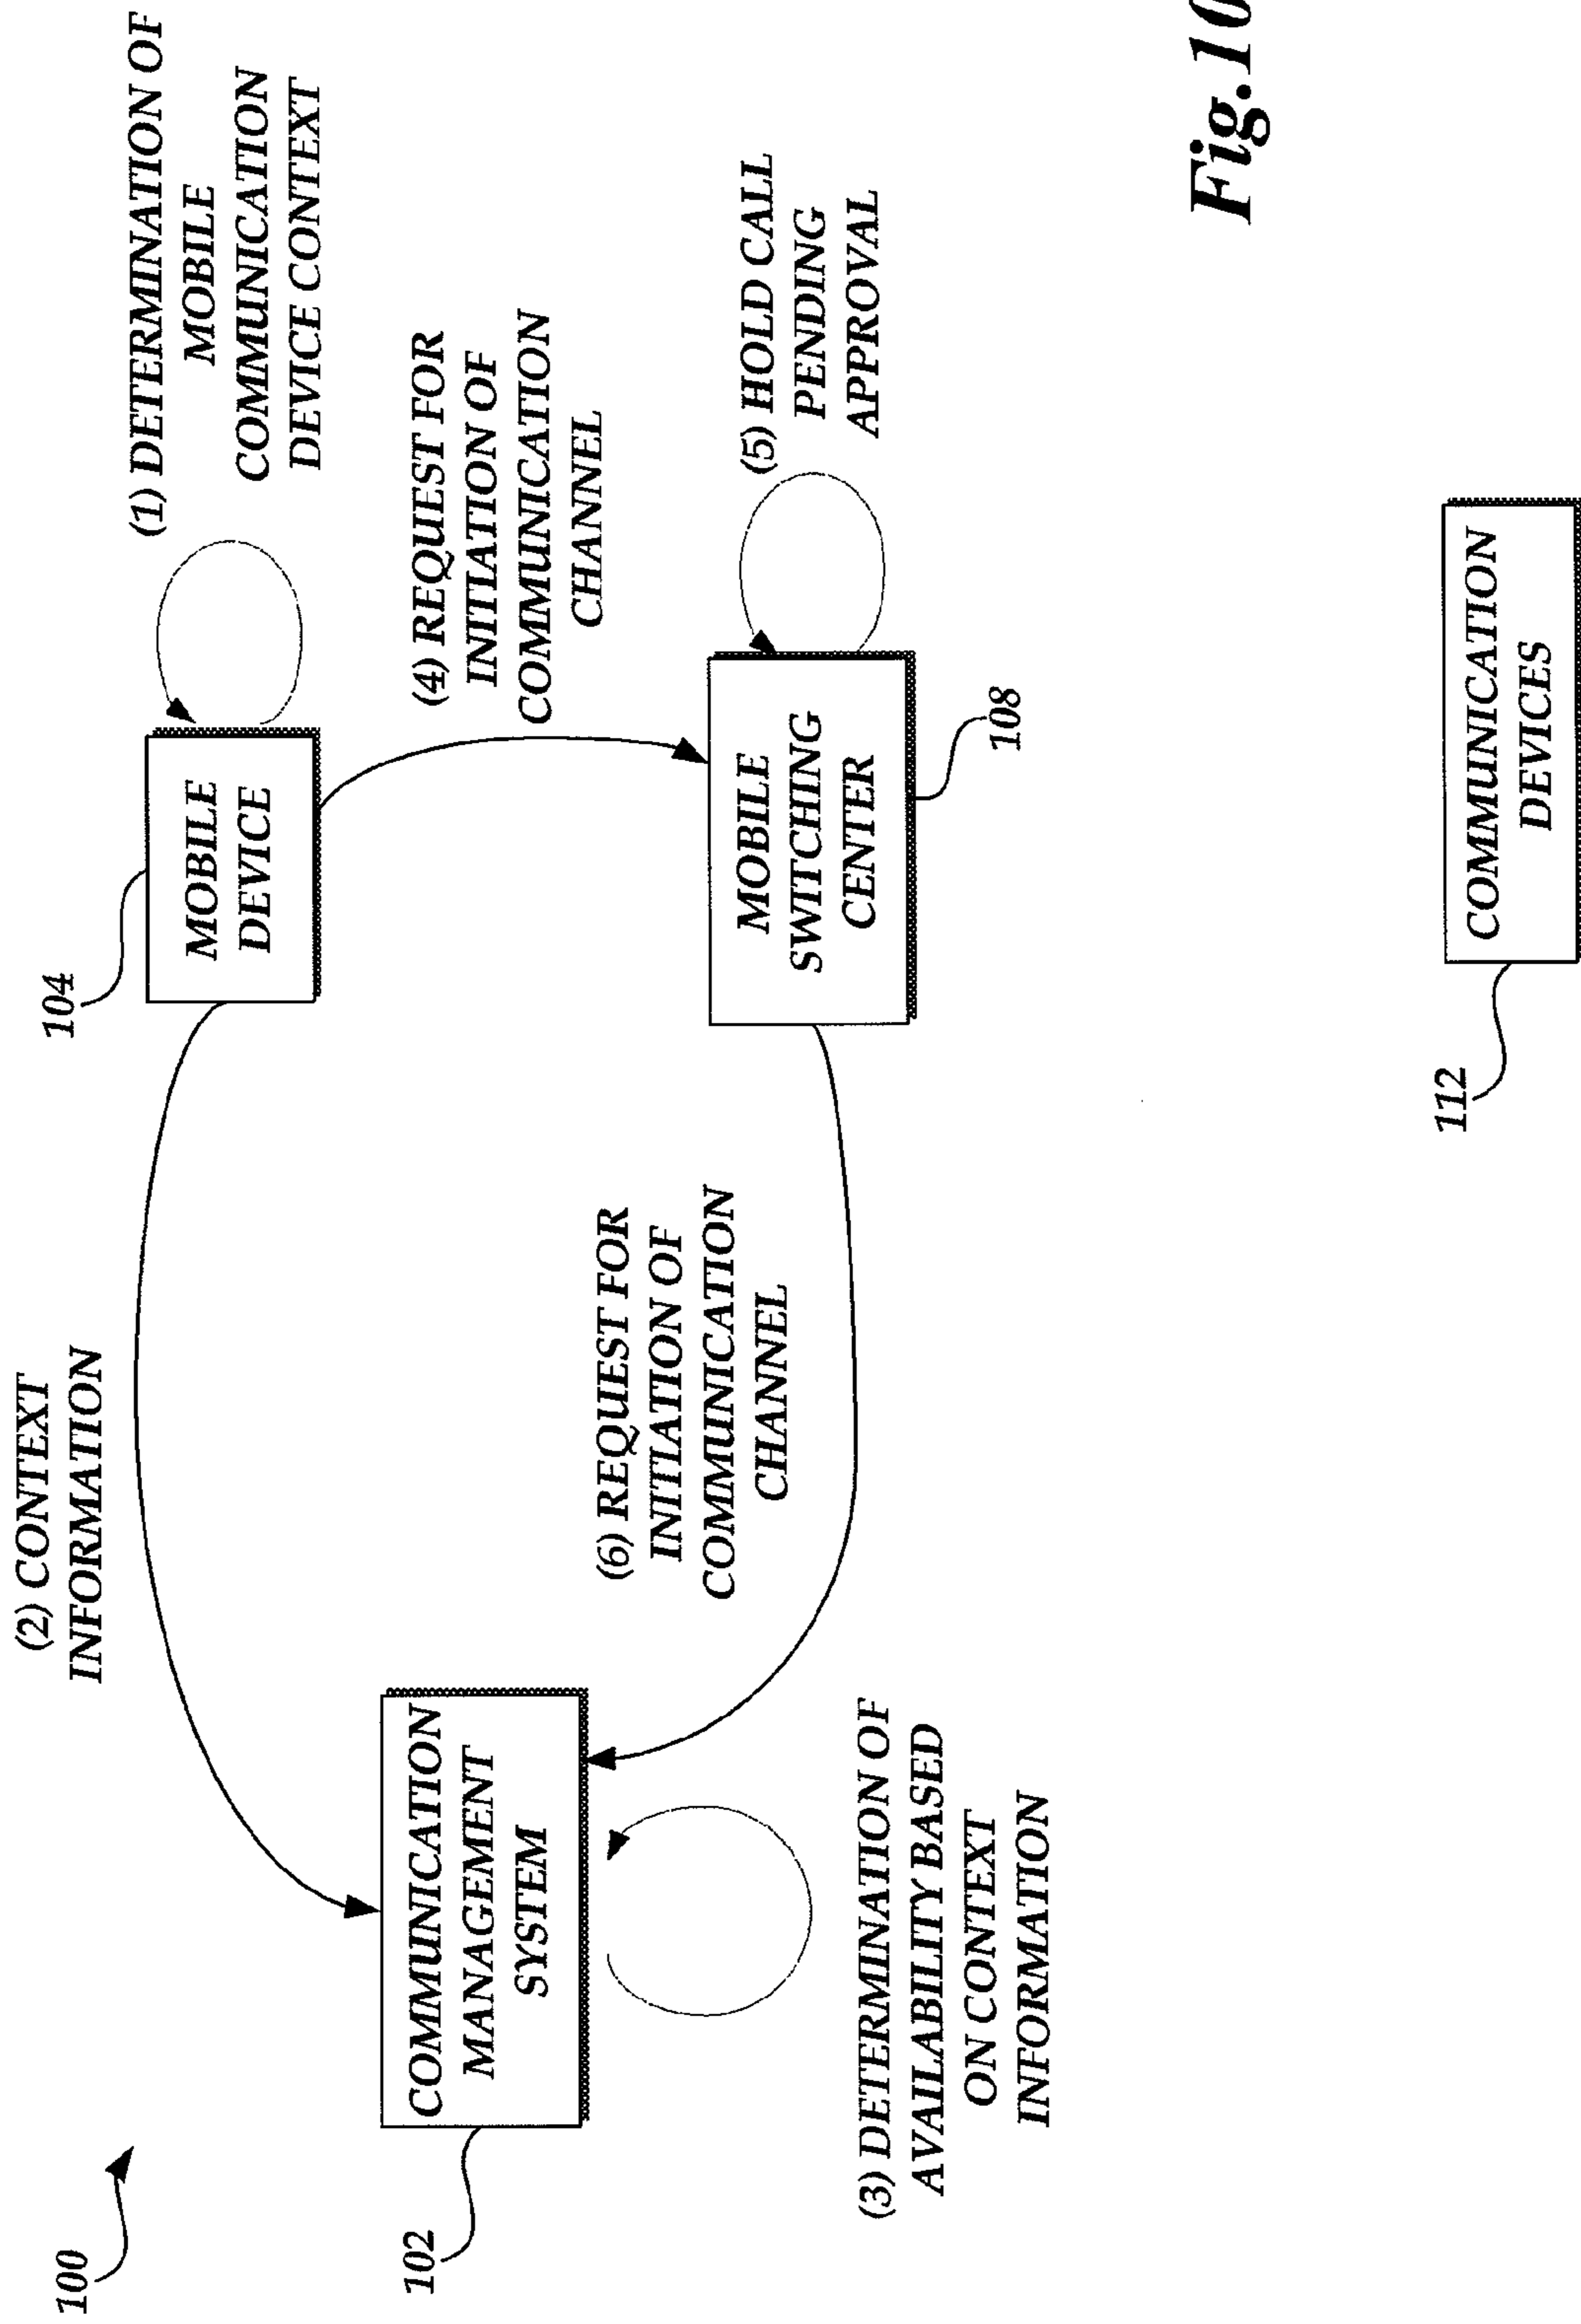 100
(2) CONTEXT
INFORMATION
104
(1) DETERMINATION OF
MOBILE
COMMUNICATION
DEVICE CONTEXT
MOBILE
DEVICE
102
COMMUNICATION
MANAGEMENT
SYSTEM
(4) REQUEST FOR
INITIATION OF
COMMUNICATION
CHANNEL
(6) REQUEST FOR
INITIATION OF
COMMUNICATION
CHANNEL
MOBILE
SWITCHING
CENTER
108
(5) HOLD CALL
PENDING
APPROVAL
(3) DETERMINATION OF
AVAILABILITY BASED
ON CONTEXT
INFORMATION
Fig.10
112
COMMUNICATION
DEVICES